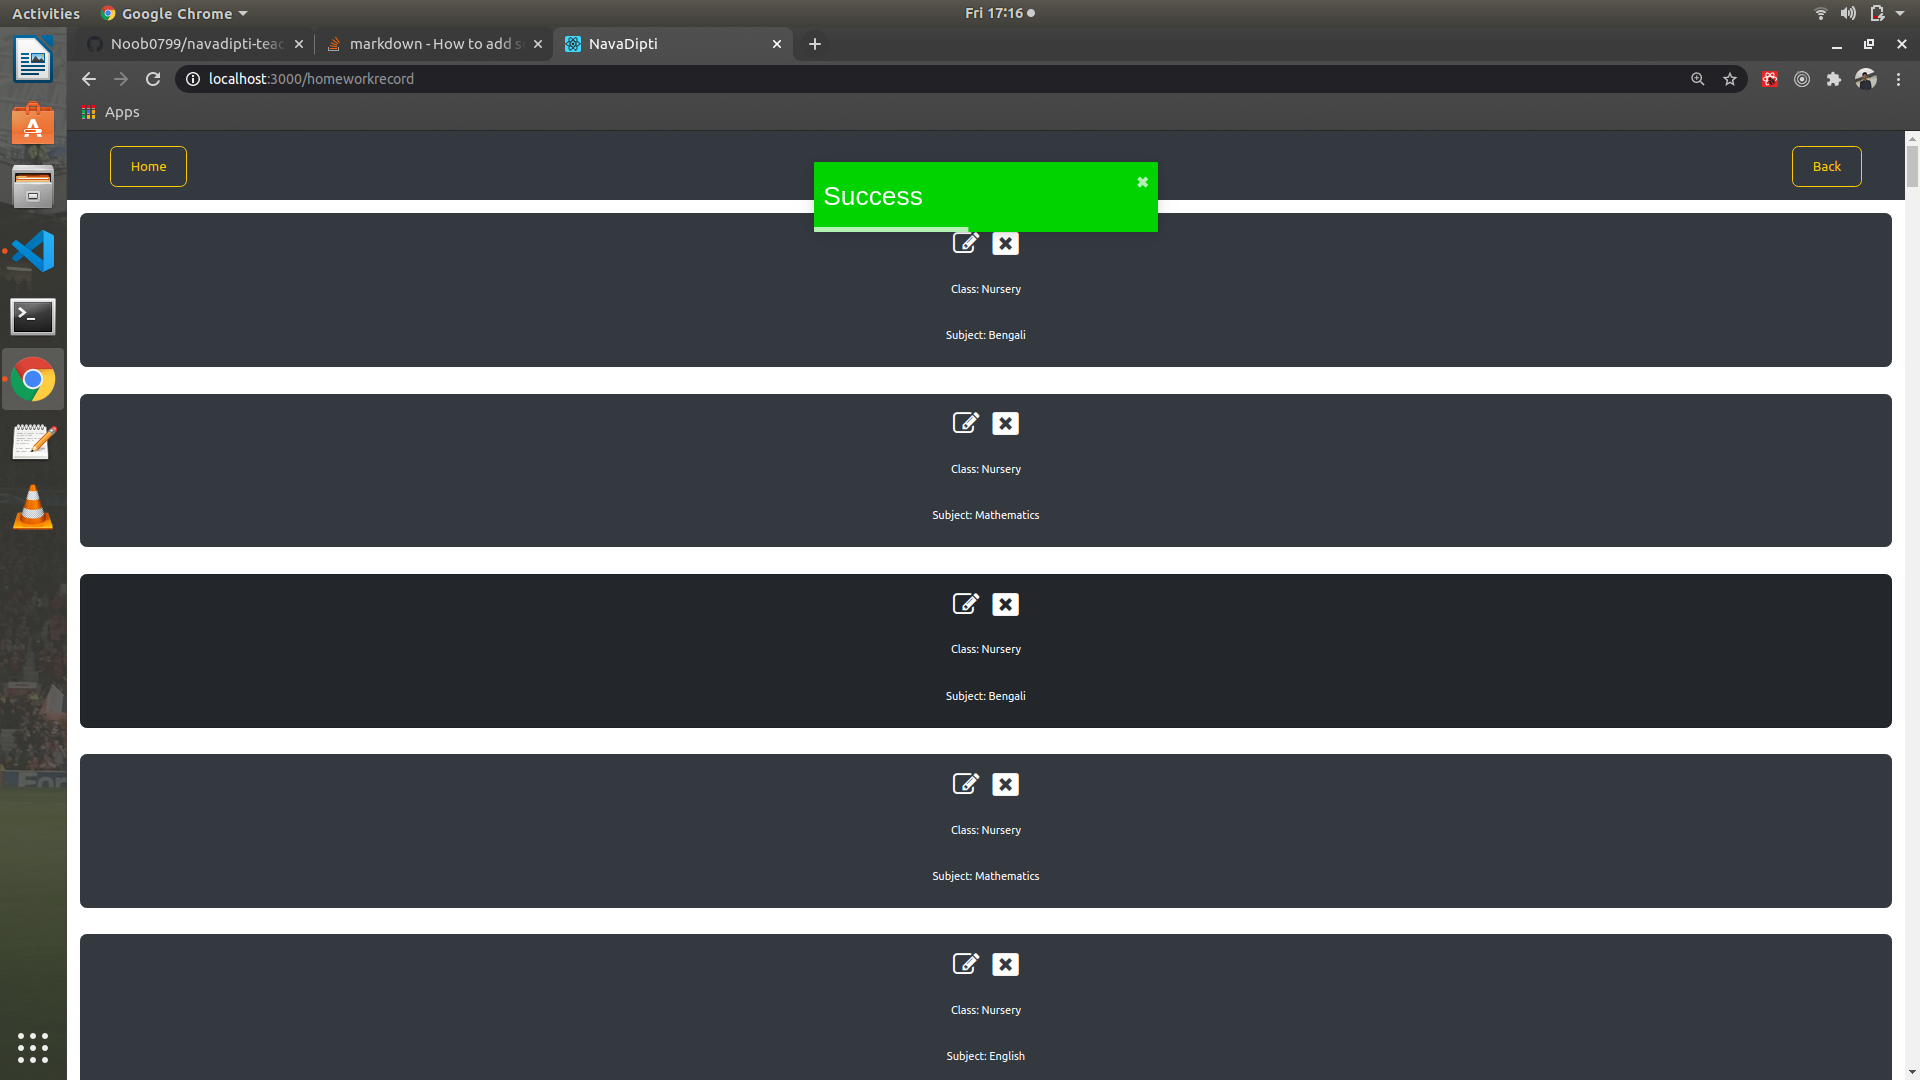 Activities
Google Chrome
Fri 17:16
Noob0799/navadipti-teac
markdown - How to add s
NavaDipti
localhost:3000/homeworkrecord
Apps
Home
Back
Success
Class: Nursery
Subject: Bengali
Class: Nursery
Subject: Mathematics
Class: Nursery
Subject: Bengali
Class: Nursery
Subject: Mathematics
Class: Nursery
Subject: English